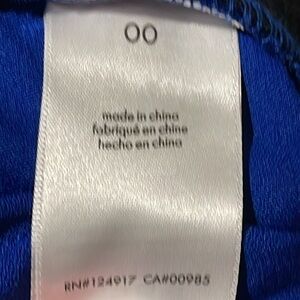 00
made in china
fabriqué en chine
hecho en china
RN#124917 CA#00985